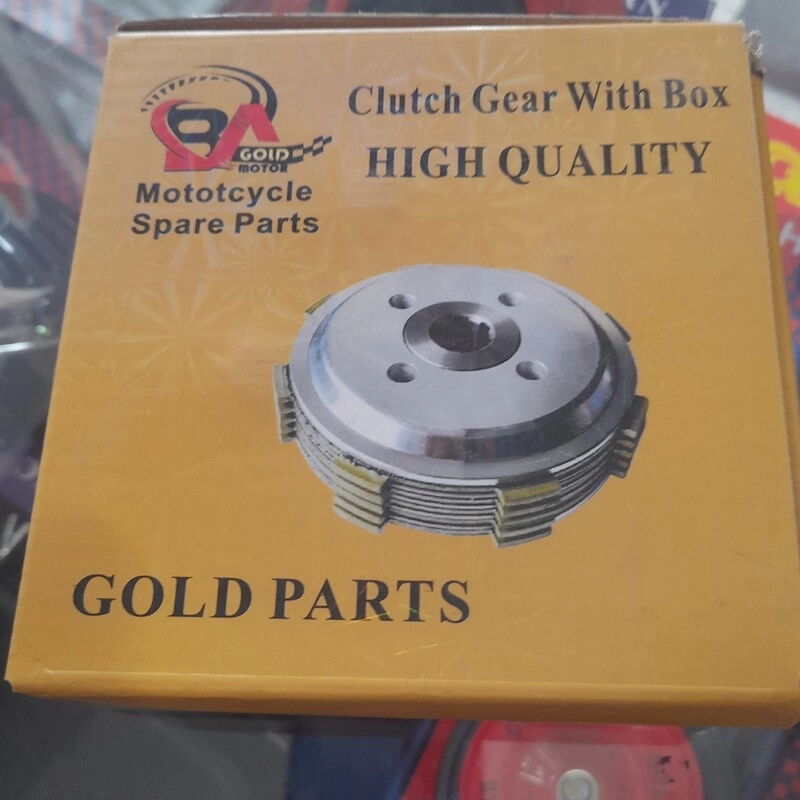 BA
GOLD
MOTOR
Mototcycle
Spare Parts
Clutch Gear With Box
HIGH QUALITY
GOLD PARTS